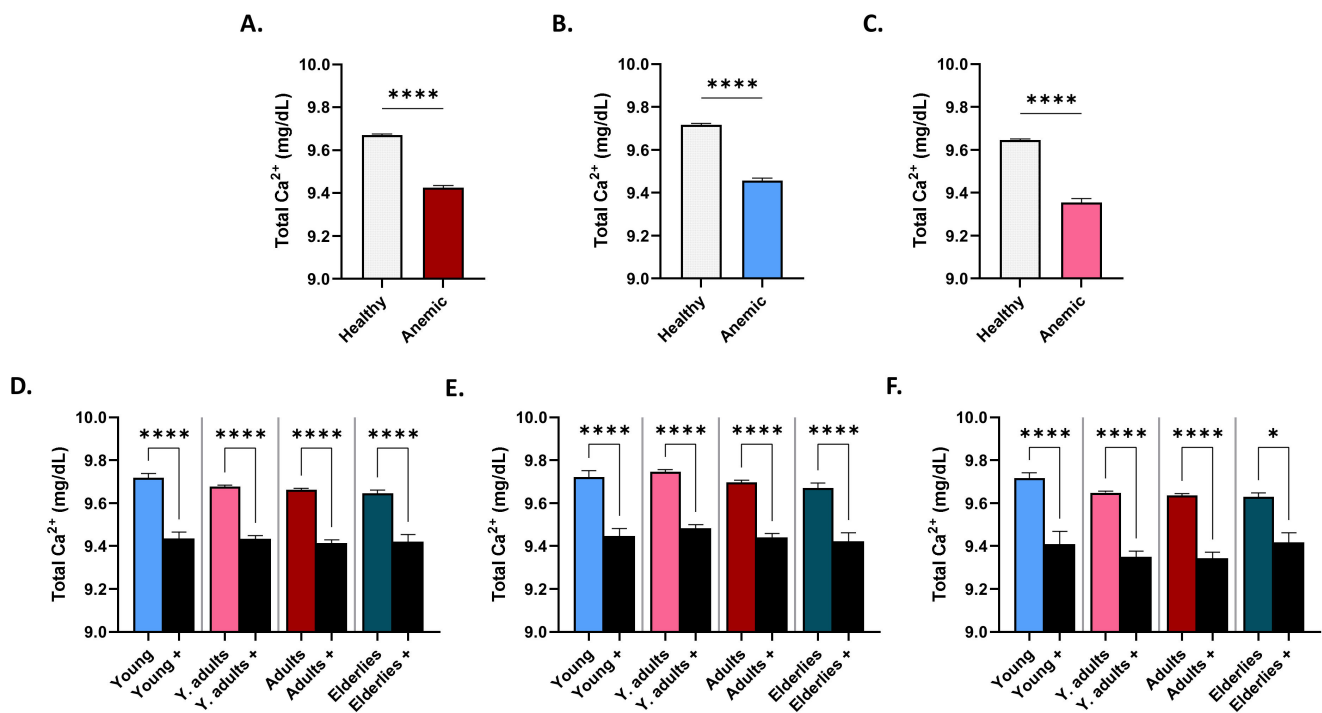 A.
Total Ca2+ (mg/dL)
10.0
9.8
9.6
9.4
9.2
9.0
****
Healthy
Anemic
B.
Total Ca2+ (mg/dL)
10.0
9.8
9.6
9.4
9.2
9.0
****
Healthy
Anemic
C.
Total Ca2+ (mg/dL)
10.0
9.8
9.6
9.4
9.2
9.0
****
Healthy
Anemic
D.
Total Ca2+ (mg/dL)
10.0
9.8
9.6
9.4
9.2
9.0
**** **** **** ****
Young
Young +
Y. adults
Y. adults +
Adults
Adults +
Elderlies
Elderlies +
E.
Total Ca2+ (mg/dL)
10.0
9.8
9.6
9.4
9.2
9.0
**** **** **** ****
Young
Young +
Y. adults
Y. adults +
Adults
Adults +
Elderlies
Elderlies +
F.
Total Ca2+ (mg/dL)
10.0
9.8
9.6
9.4
9.2
9.0
**** **** **** *
Young
Young +
Y. adults
Y. adults +
Adults
Adults +
Elderlies
Elderlies +